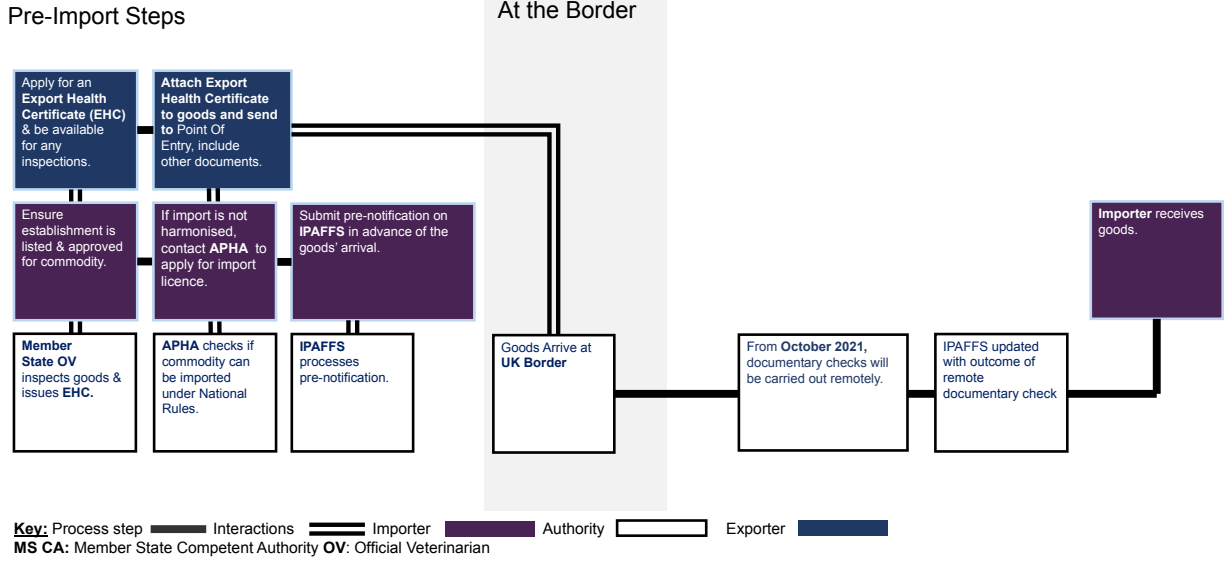 Pre-Import Steps
At the Border
Apply for an
Export Health
Certificate (EHC)
& be available
for any
inspections.
Attach Export
Health Certificate
to goods and send
to Point Of
Entry, include
other documents.
Ensure
establishment is
listed & approved
for commodity.
If import is not
harmonised,
contact APHA to
apply for import
licence.
Submit pre-notification on
IPAFFS in advance of the
goods’ arrival.
Importer receives
goods.
Member
State OV
inspects goods &
issues EHC.
APHA checks if
commodity can
be imported
under National
Rules.
IPAFFS
processes
pre-notification.
Goods Arrive at
UK Border
From October 2021,
documentary checks will
be carried out remotely.
IPAFFS updated
with outcome of
remote
documentary check
Key: Process step Interactions Importer Authority Exporter
MS CA: Member State Competent Authority OV: Official Veterinarian